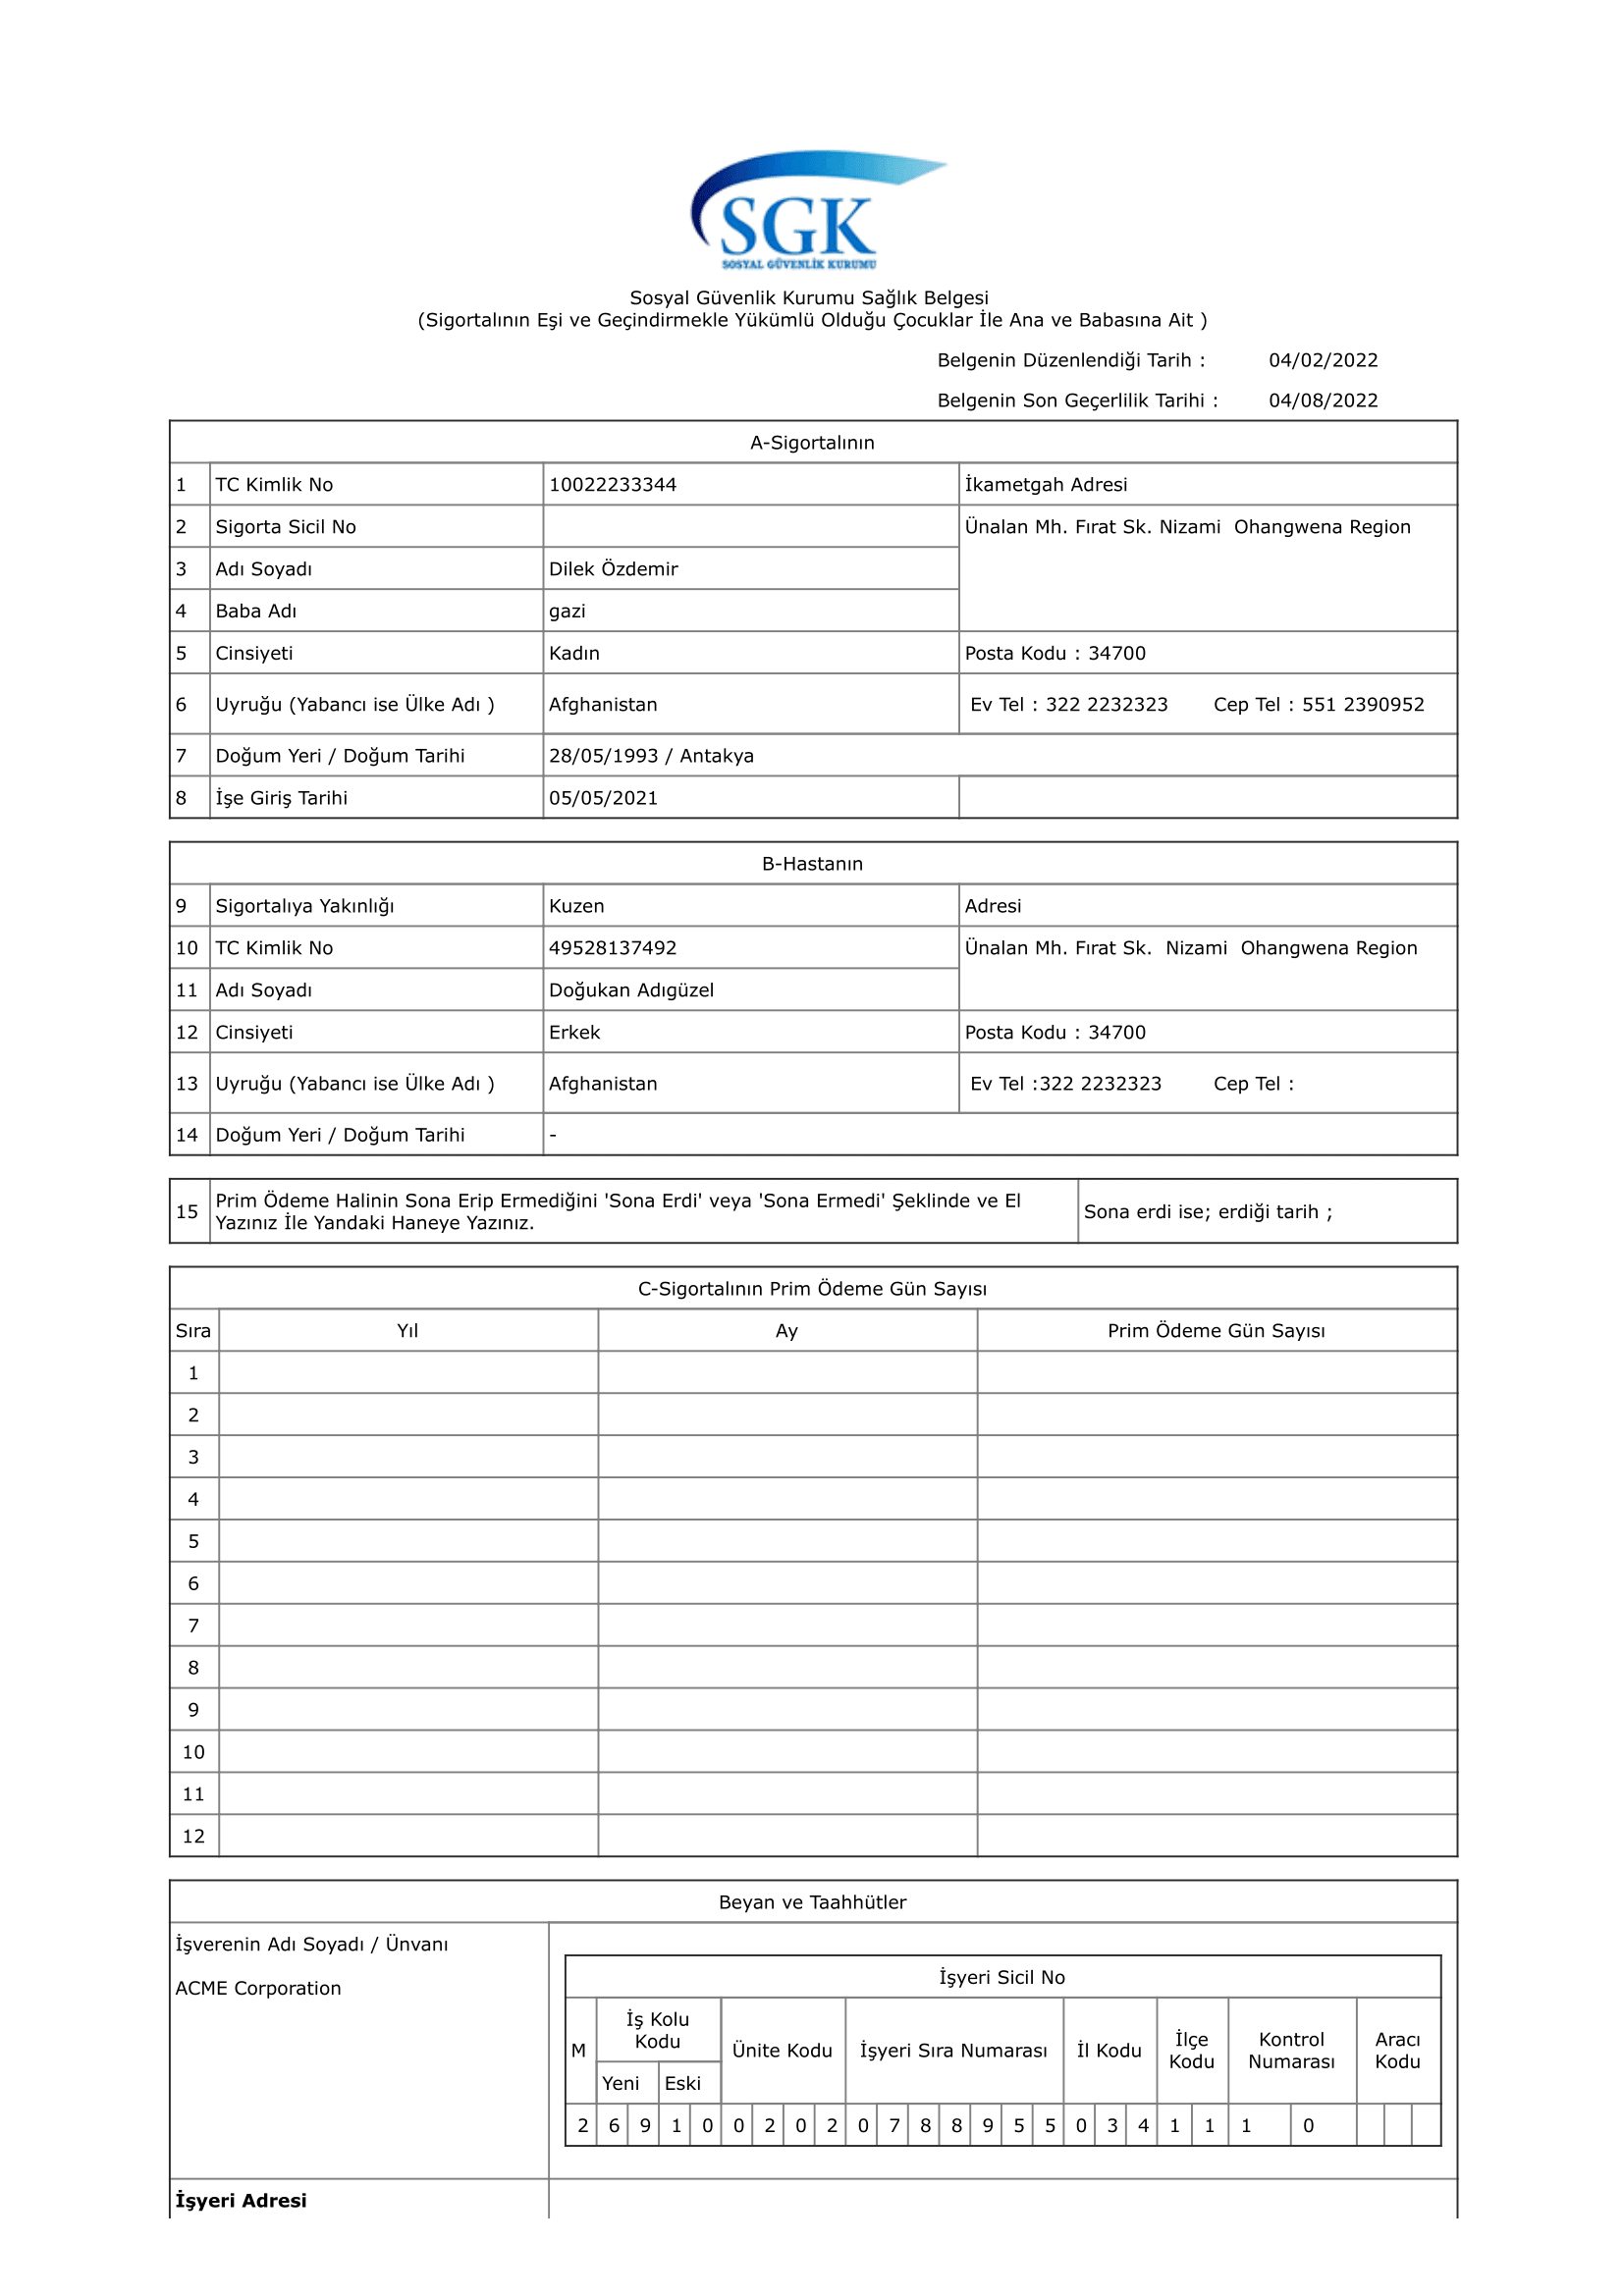 SGK
SOSYAL GÜVENLİK KURUMU
Sosyal Güvenlik Kurumu Sağlık Belgesi
(Sigortalının Eşi ve Geçindirmekle Yükümlü Olduğu Çocuklar İle Ana ve Babasına Ait )
Belgenin Düzenlendiği Tarih : 04/02/2022
Belgenin Son Geçerlilik Tarihi : 04/08/2022
A-Sigortalının
1 TC Kimlik No 10022233344 İkametgah Adresi
2 Sigorta Sicil No Ünalan Mh. Fırat Sk. Nizami Ohangwena Region
3 Adı Soyadı Dilek Özdemir
4 Baba Adı gazi
5 Cinsiyeti Kadın Posta Kodu : 34700
6 Uyruğu (Yabancı ise Ülke Adı ) Afghanistan Ev Tel : 322 2232323 Cep Tel : 551 2390952
7 Doğum Yeri / Doğum Tarihi 28/05/1993 / Antakya
8 İşe Giriş Tarihi 05/05/2021
B-Hastanın
9 Sigortalıya Yakınlığı Kuzen Adresi
10 TC Kimlik No 49528137492 Ünalan Mh. Fırat Sk. Nizami Ohangwena Region
11 Adı Soyadı Doğukan Adıgüzel
12 Cinsiyeti Erkek Posta Kodu : 34700
13 Uyruğu (Yabancı ise Ülke Adı ) Afghanistan Ev Tel :322 2232323 Cep Tel :
14 Doğum Yeri / Doğum Tarihi -
15 Prim Ödeme Halinin Sona Erip Ermediğini 'Sona Erdi' veya 'Sona Ermedi' Şeklinde ve El
Yazınız İle Yandaki Haneye Yazınız.
Sona erdi ise; erdiği tarih ;
C-Sigortalının Prim Ödeme Gün Sayısı
Sıra Yıl Ay Prim Ödeme Gün Sayısı
1
2
3
4
5
6
7
8
9
10
11
12
Beyan ve Taahhütler
İşverenin Adı Soyadı / Ünvanı
ACME Corporation
İşyeri Sicil No
M İş Kolu Kodu Ünite Kodu İşyeri Sıra Numarası İl Kodu İlçe Kodu Kontrol Numarası Aracı Kodu
Yeni Eski
2 6 9 1 0 0 2 0 2 0 7 8 8 9 5 5 0 3 4 1 1 1 0
İşyeri Adresi